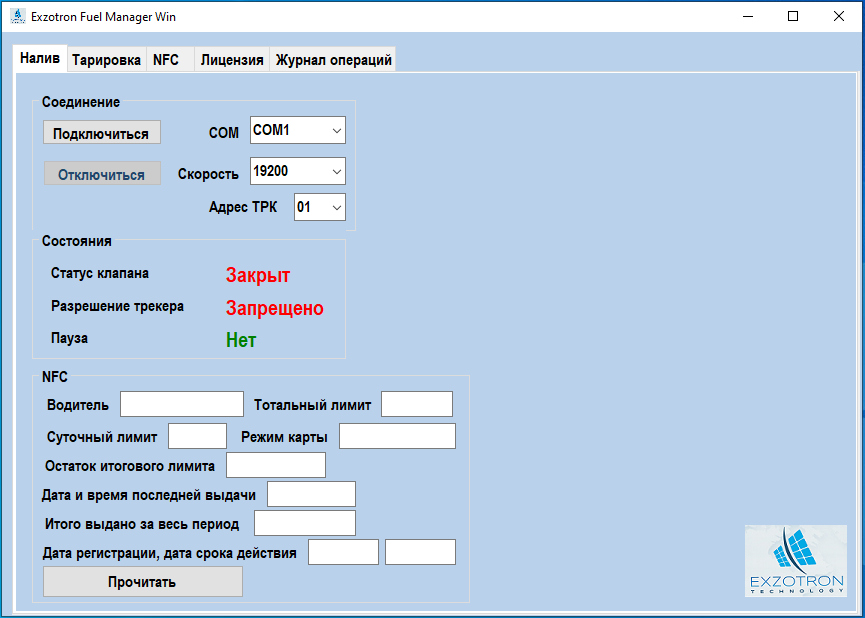 Exzotron Fuel Manager Win
Налив Тарировка NFC Лицензия Журнал операций
Соединение
Подключиться COM COM1
Отключиться Скорость 19200
Адрес ТРК 01
Состояния
Статус клапана Закрыт
Разрешение трекера Запрещено
Пауза Нет
NFC
Водитель Тотальный лимит
Суточный лимит Режим карты
Остаток итогового лимита
Дата и время последней выдачи
Итого выдано за весь период
Дата регистрации, дата срока действия
Прочитать
EXZOTRON
TECHNOLOGY